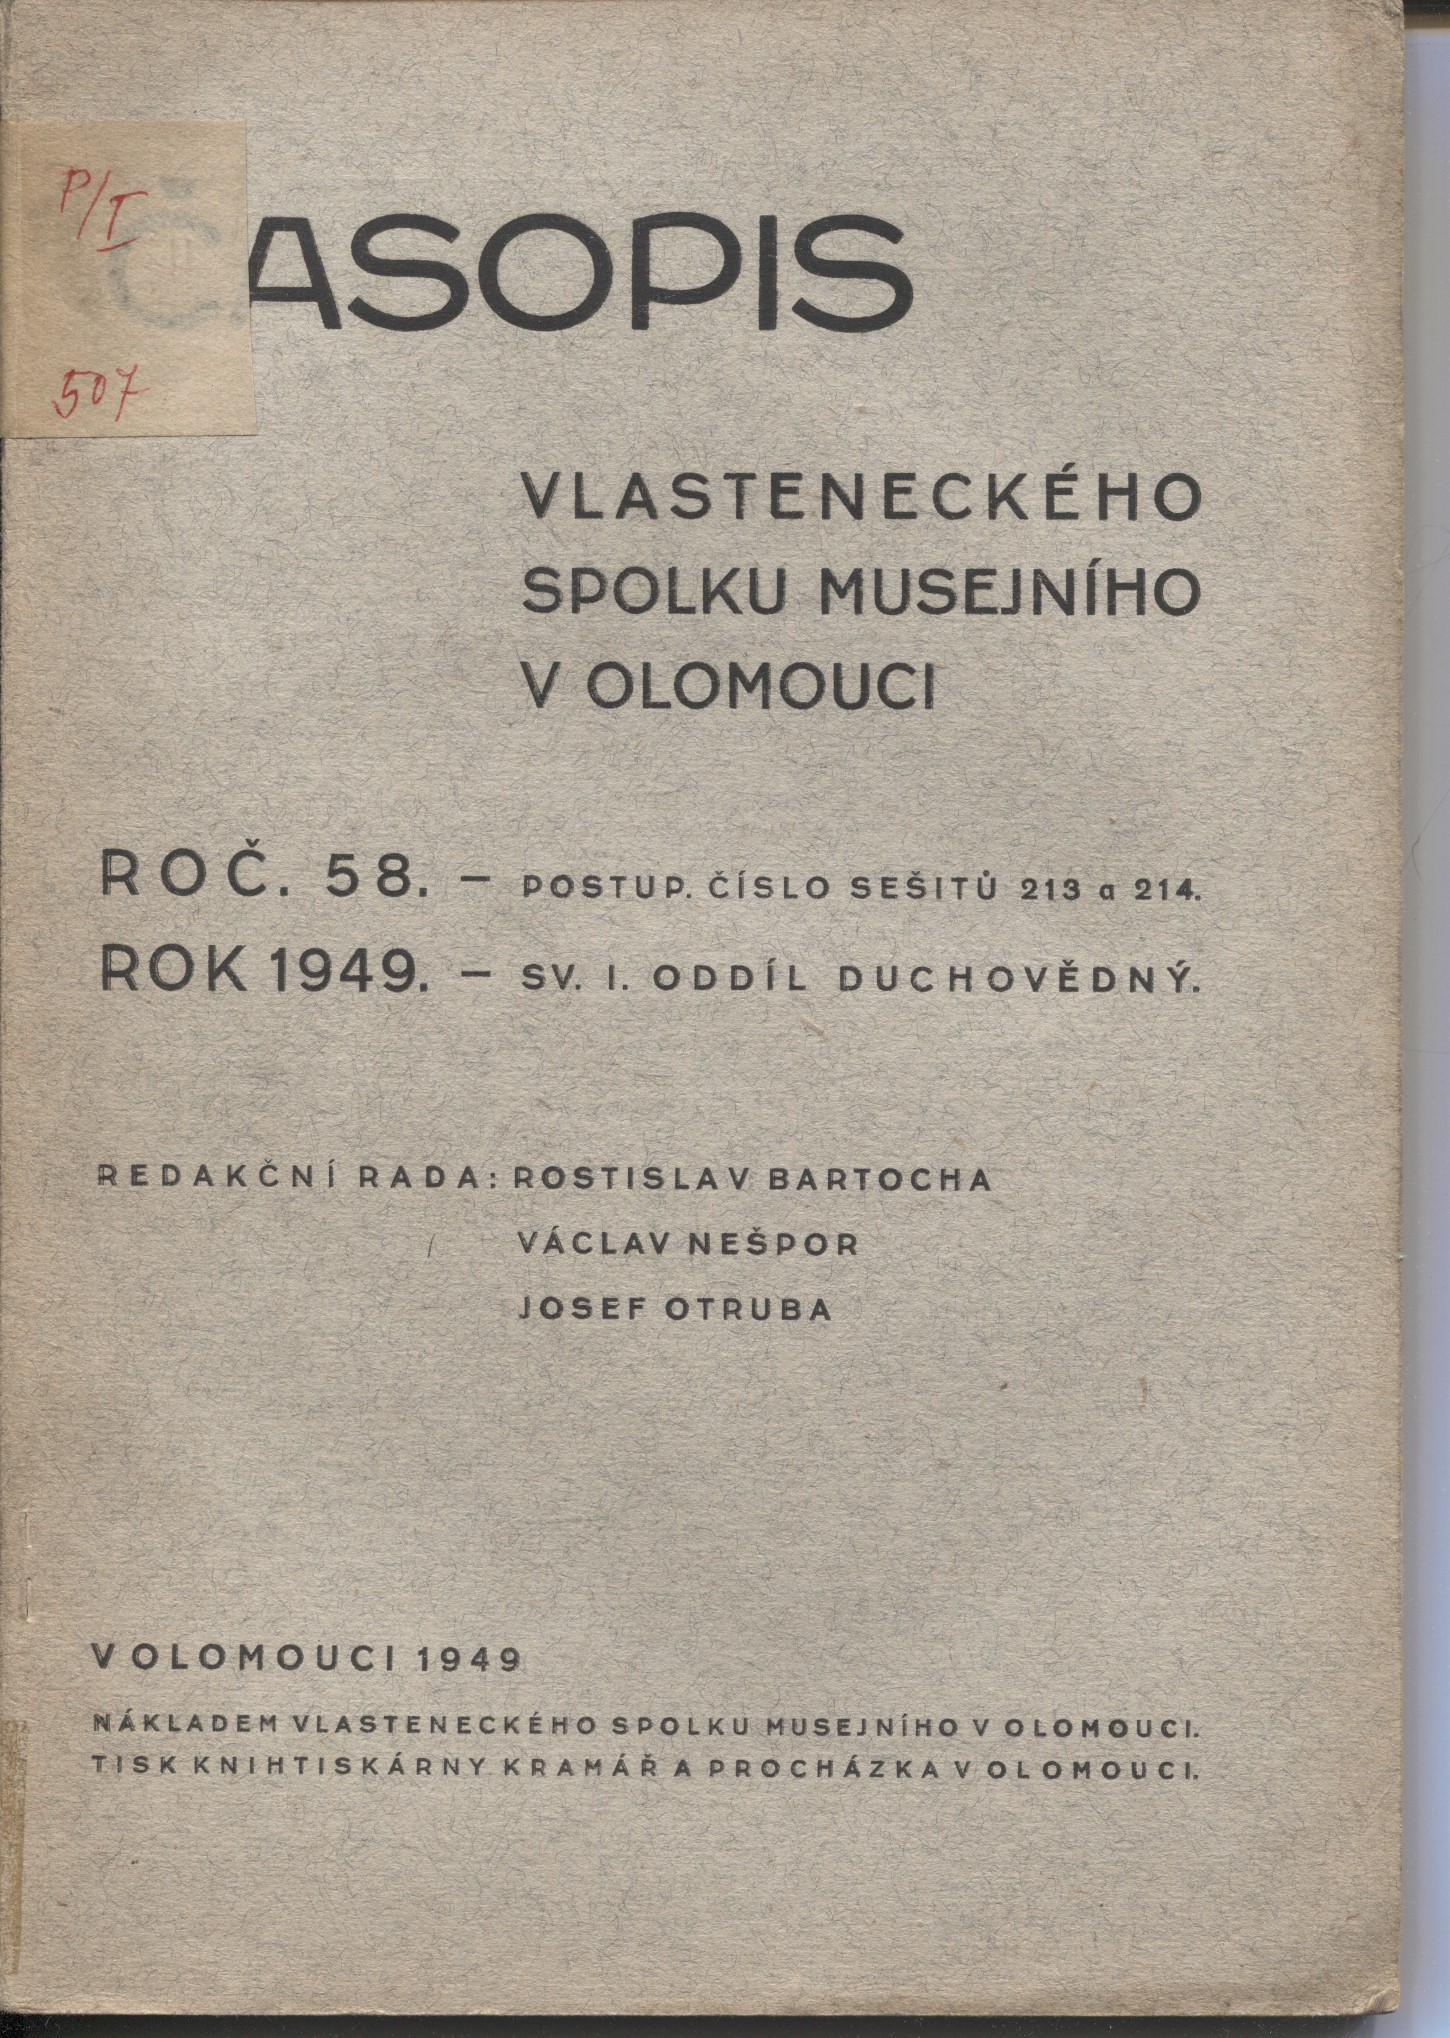 P/I
507
ČASOPIS
VLASTENECKÉHO
SPOLKU MUSEJNÍHO
V OLOMOUCI
ROČ. 58. – POSTUP. ČÍSLO SEŠITŮ 213 a 214.
ROK 1949. – SV. I. ODDÍL DUCHOVĚDNÝ.
REDAKČNÍ RADA: ROSTISLAV BARTOCHA
VÁCLAV NEŠPOR
JOSEF OTRUBA
V OLOMOUCI 1949
NÁKLADEM VLASTENECKÉHO SPOLKU MUSEJNÍHO V OLOMOUCI.
TISK KNIHTISKÁRNY KRAMÁŘ A PROCHÁZKA V OLOMOUCI.